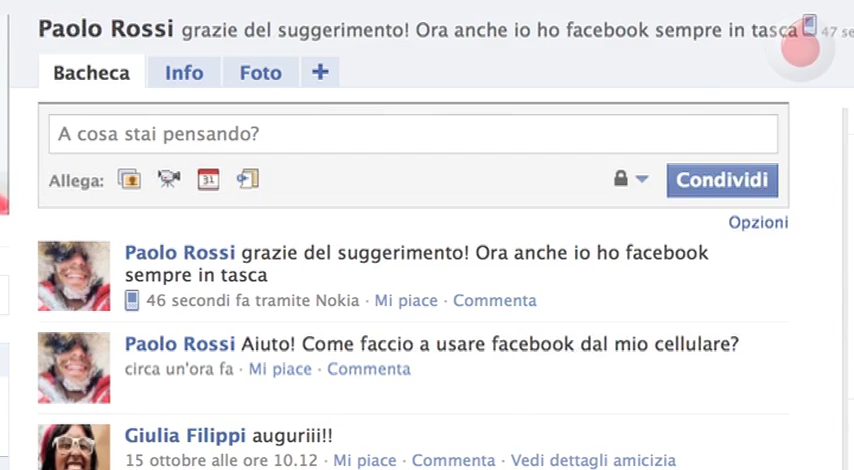 Paolo Rossi grazie del suggerimento! Ora anche io ho facebook sempre in tasca 47 se
Bacheca Info Foto +
A cosa stai pensando?
Allega: 31 Condividi
Opzioni
Paolo Rossi grazie del suggerimento! Ora anche io ho facebook
sempre in tasca
46 secondi fa tramite Nokia · Mi piace · Commenta
Paolo Rossi Aiuto! Come faccio a usare facebook dal mio cellulare?
circa un'ora fa · Mi piace · Commenta
Giulia Filippi auguriii!!
15 ottobre alle ore 10.12 · Mi piace · Commenta · Vedi dettagli amicizia